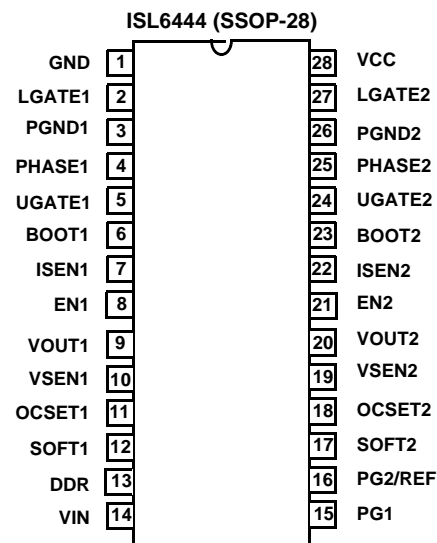 ISL6444 (SSOP-28)
GND 1 28 VCC
LGATE1 2 27 LGATE2
PGND1 3 26 PGND2
PHASE1 4 25 PHASE2
UGATE1 5 24 UGATE2
BOOT1 6 23 BOOT2
ISEN1 7 22 ISEN2
EN1 8 21 EN2
VOUT1 9 20 VOUT2
VSEN1 10 19 VSEN2
OCSET1 11 18 OCSET2
SOFT1 12 17 SOFT2
DDR 13 16 PG2/REF
VIN 14 15 PG1